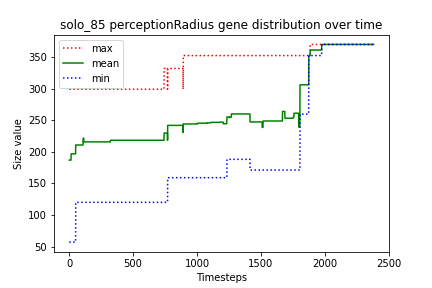 solo_85 perceptionRadius gene distribution over time
max
mean
min
Size value
350
300
250
200
150
100
50
0
500
1000
1500
2000
2500
Timesteps